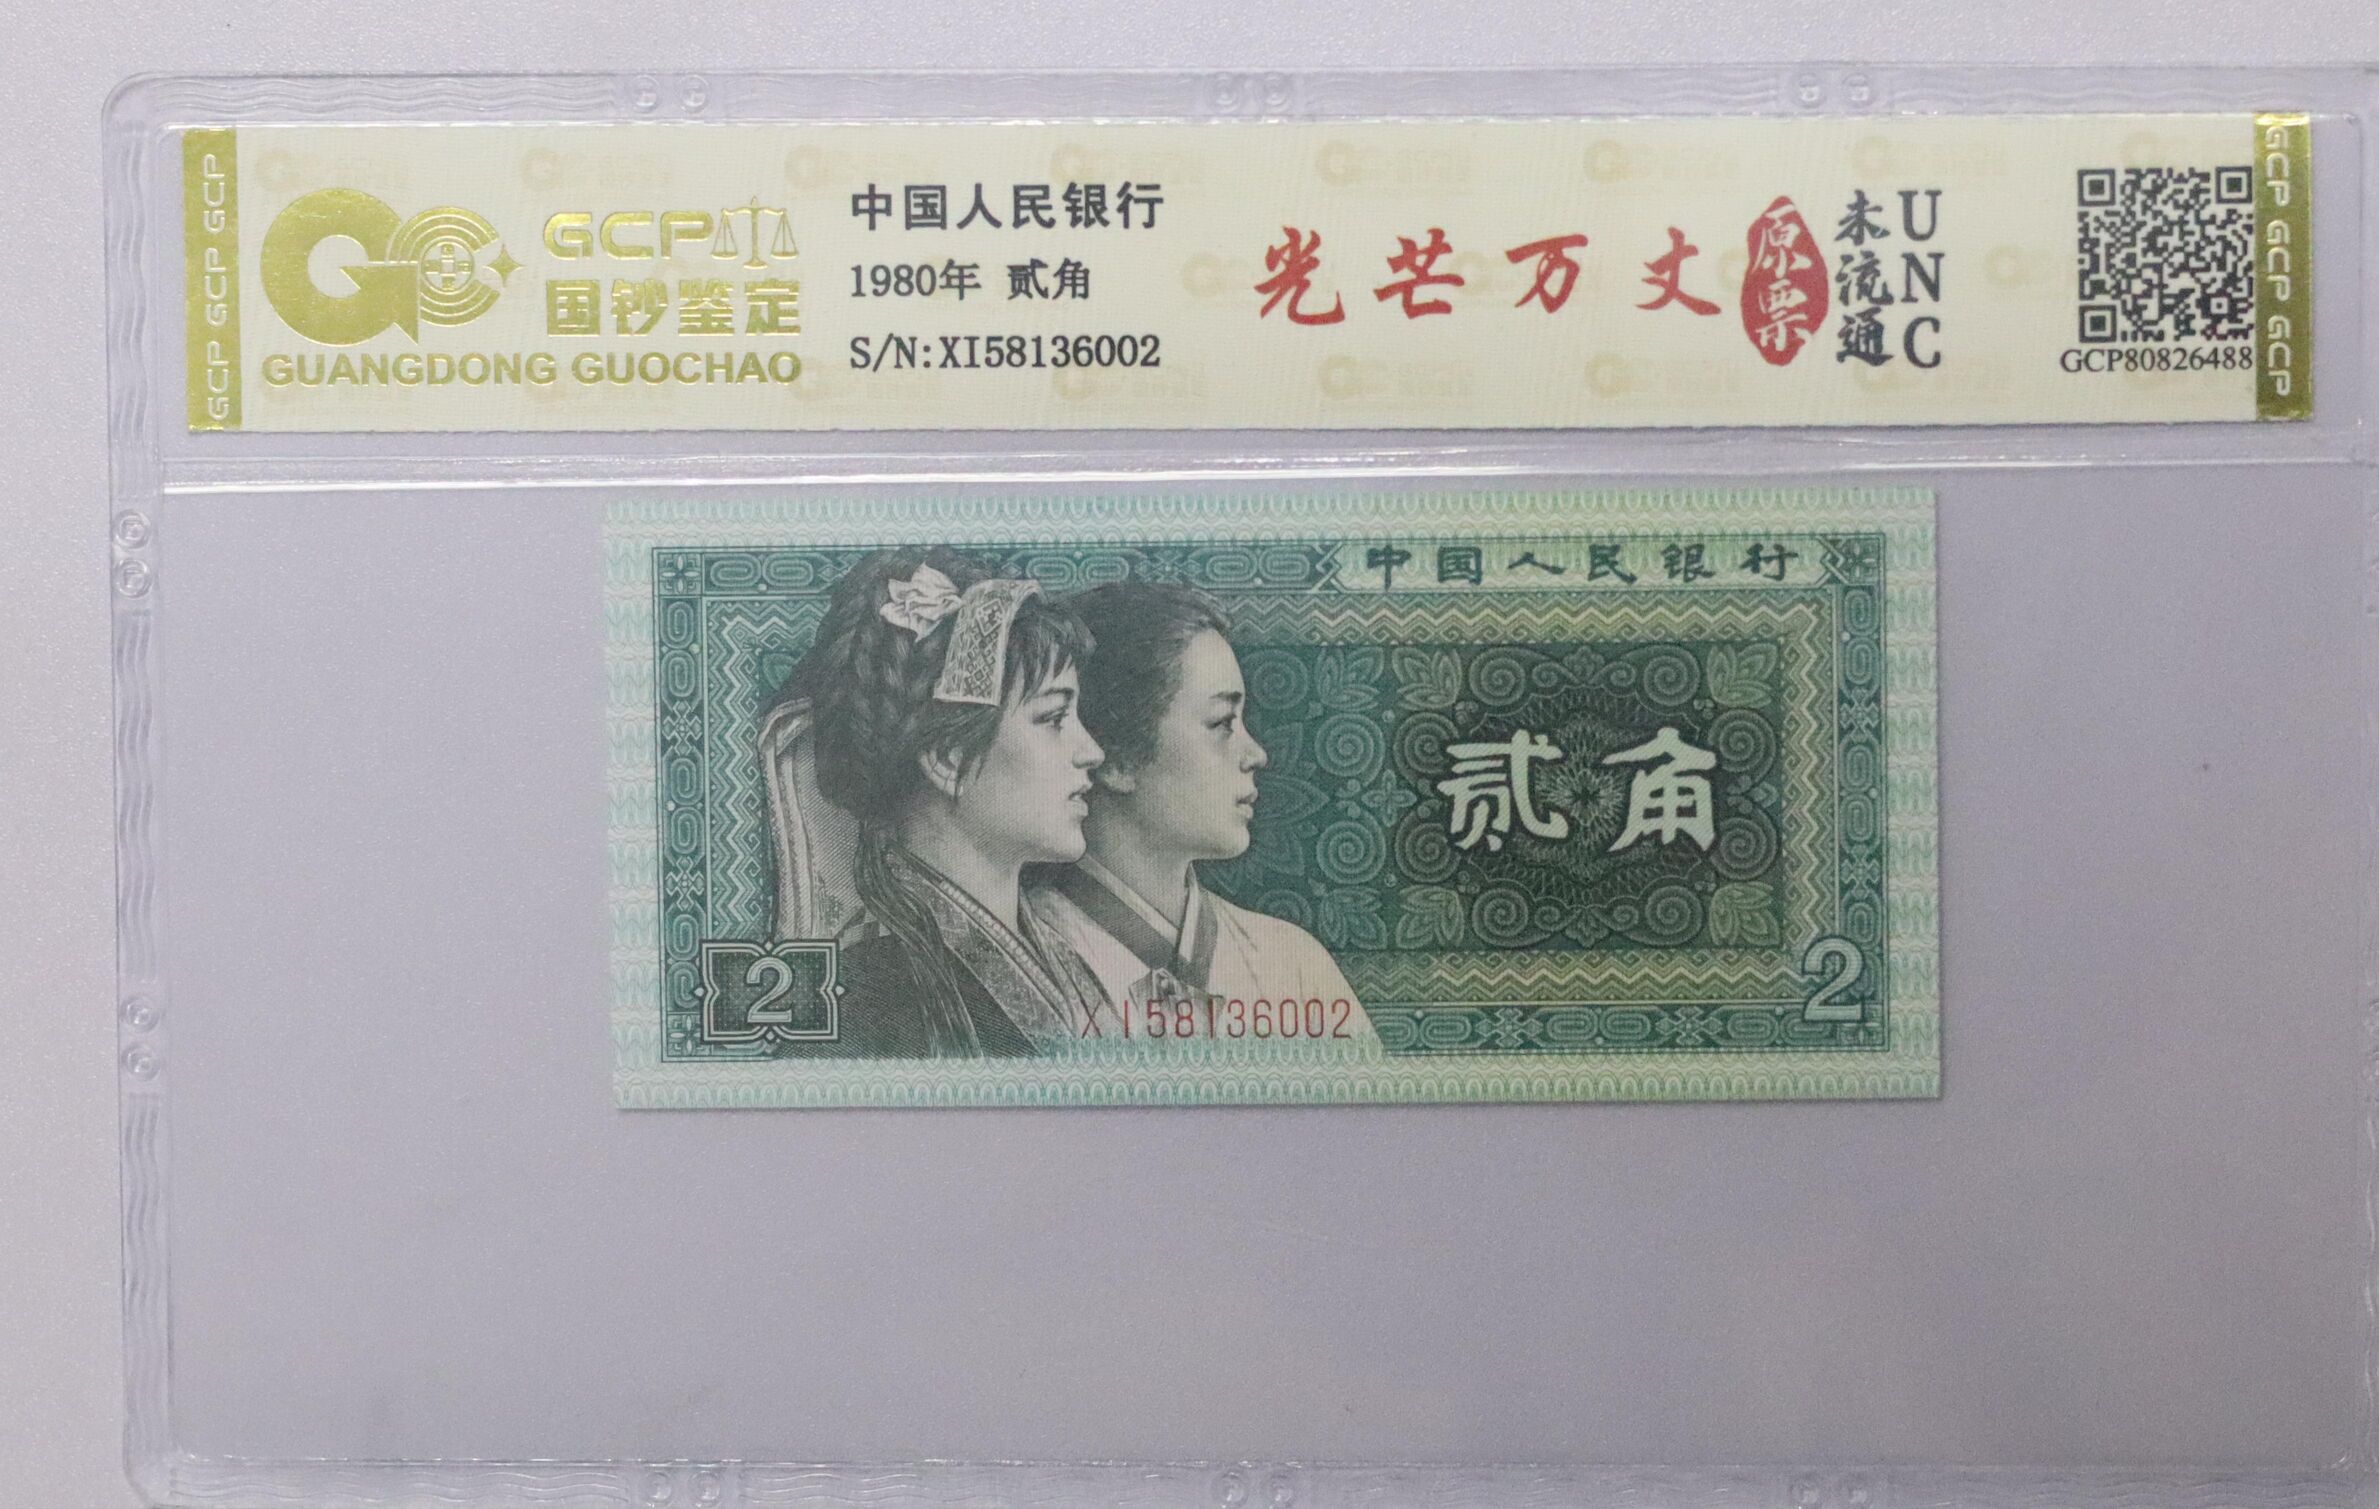 GCP GCP GCP
GCP
国钞鉴定
GUANGDONG GUOCHAO
中国人民银行
1980年 贰角
S/N:XI58136002
光芒万丈
原票
未流通
UNC
GCP80826488
GCP GCP GCP
中国人民银行
贰角
2
2
XI58136002